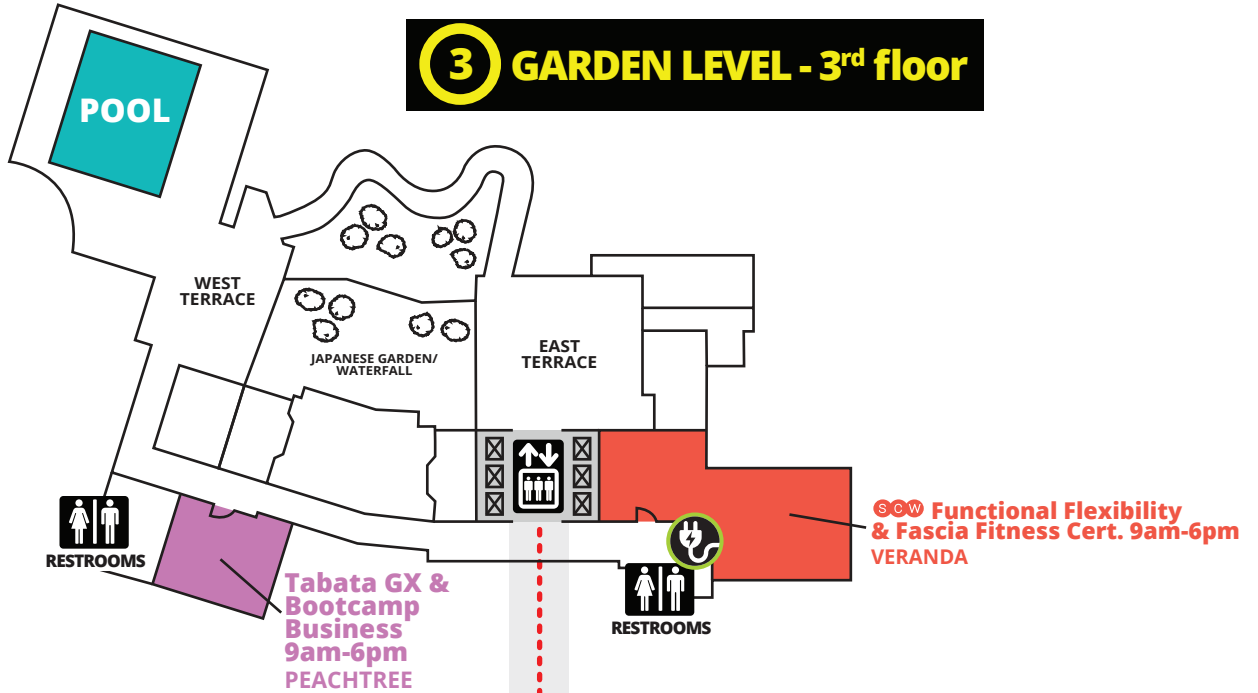 3 GARDEN LEVEL - 3rd floor
POOL
WEST
TERRACE
JAPANESE GARDEN/
WATERFALL
EAST
TERRACE
RESTROOMS
Tabata GX &
Bootcamp
Business
9am-6pm
PEACHTREE
SCW Functional Flexibility
& Fascia Fitness Cert. 9am-6pm
VERANDA
RESTROOMS